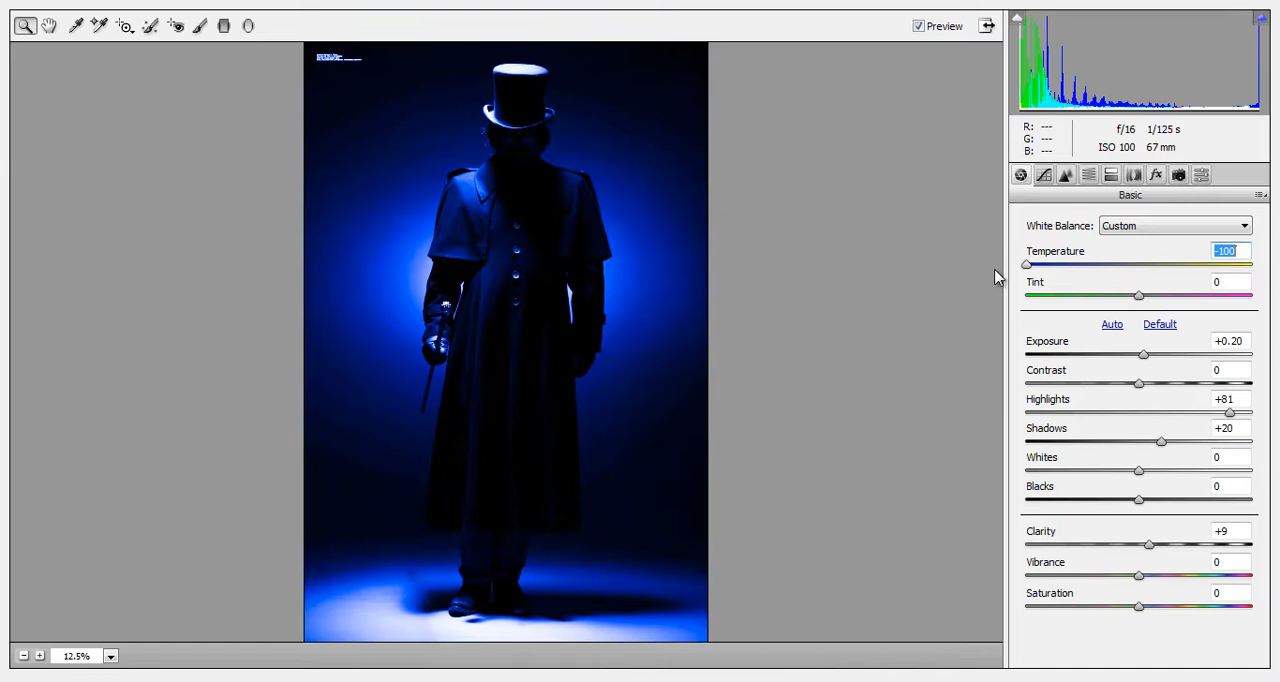 Preview
R: ---
G: ---
B: ---
f/16 1/125 s
ISO 100 67 mm
fx
Basic
White Balance: Custom
Temperature -100
Tint 0
Auto Default
Exposure +0.20
Contrast 0
Highlights +81
Shadows +20
Whites 0
Blacks 0
Clarity +9
Vibrance 0
Saturation 0
12.5%